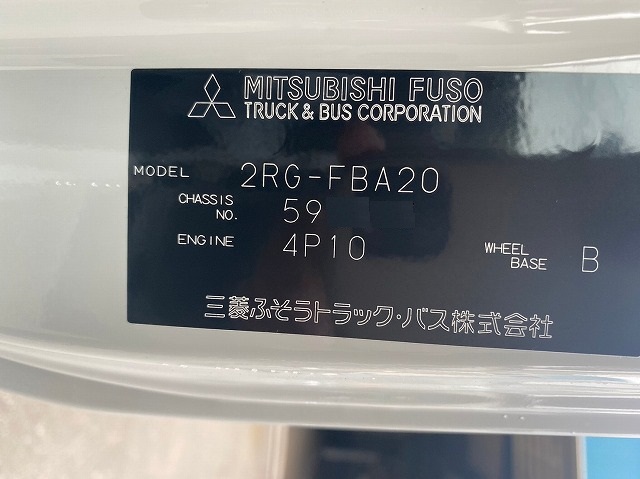 MITSUBISHI FUSO
TRUCK & BUS CORPORATION
MODEL 2RG-FBA20
CHASSIS NO. 59
ENGINE 4P10
WHEEL BASE B
三菱ふそうトラック・バス株式会社